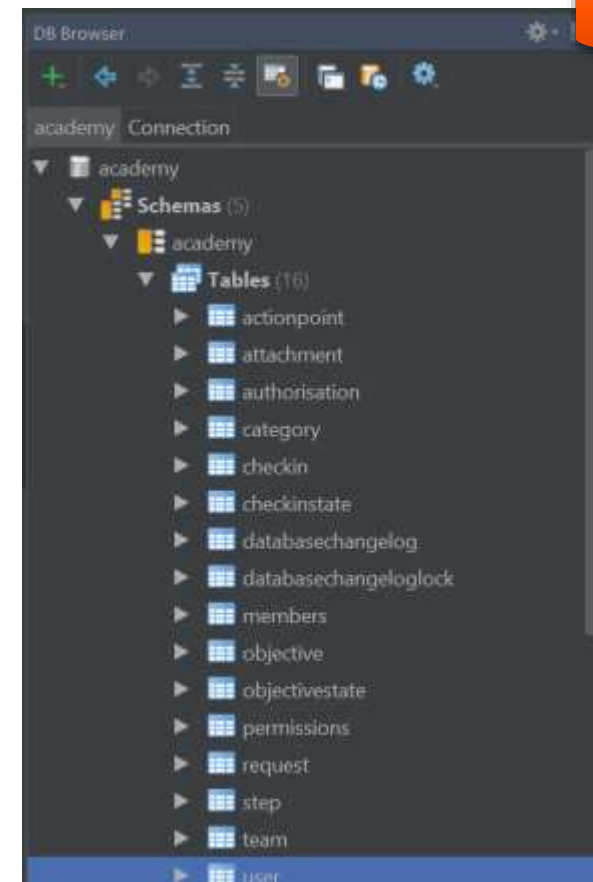 DB Browser
academy Connection
academy
Schemas (5)
academy
Tables (16)
actionpoint
attachment
authorisation
category
checkin
checkinstate
databasechangelog
databasechangeloglock
members
objective
objectivestate
permissions
request
step
team
user